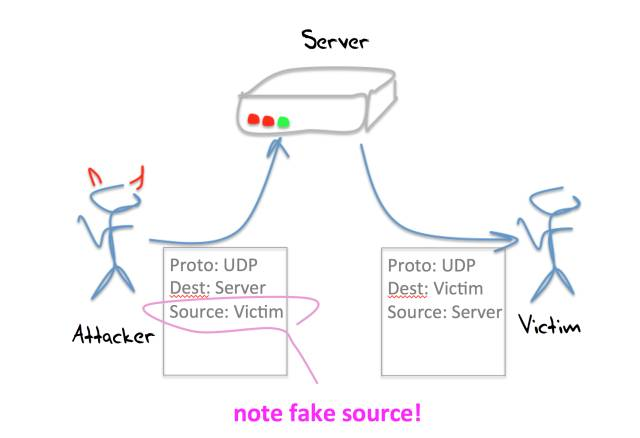 Server
Proto: UDP
Dest: Server
Source: Victim
Proto: UDP
Dest: Victim
Source: Server
Attacker
Victim
note fake source!